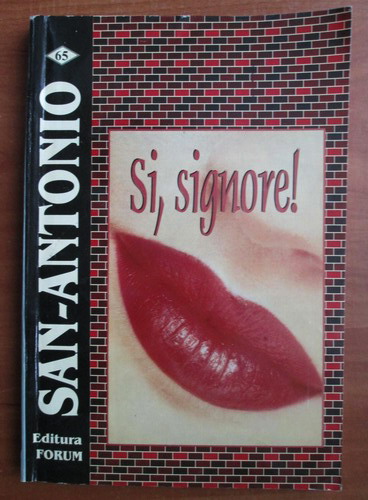 65
SAN-ANTONIO
Si, signore!
Editura
FORUM